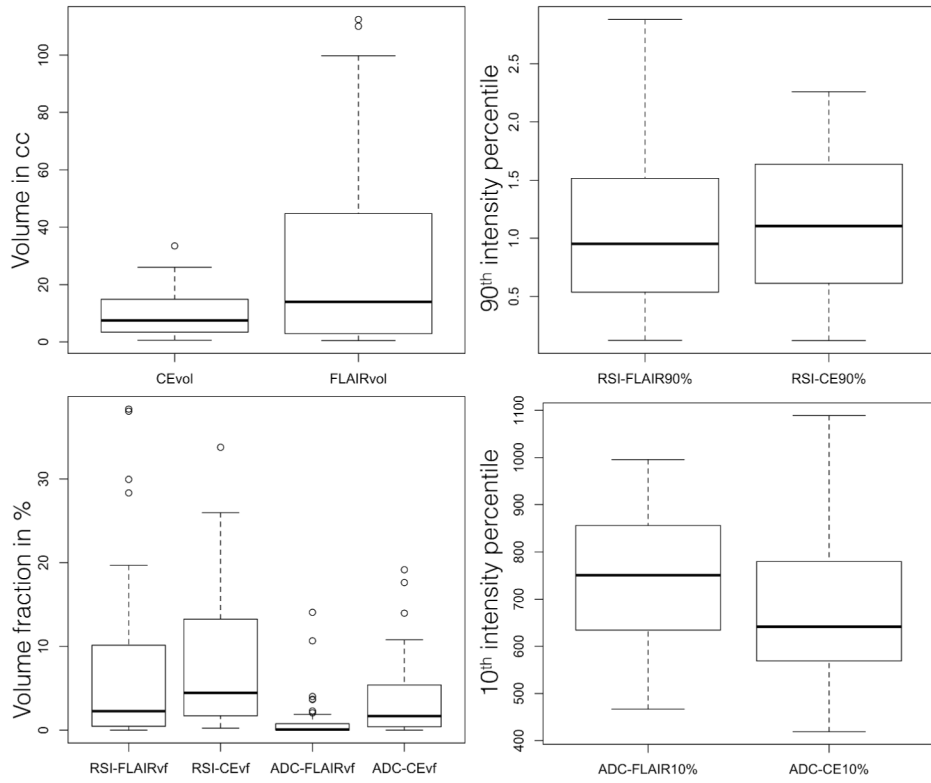 Volume in cc
0
20
40
60
80
100
CEvol
FLAIRvol
90th intensity percentile
0.5
1.0
1.5
2.0
2.5
RSI-FLAIR90%
RSI-CE90%
Volume fraction in %
0
10
20
30
RSI-FLAIRvf
RSI-CEvf
ADC-FLAIRvf
ADC-CEvf
10th intensity percentile
400
500
600
700
800
900
1000
1100
ADC-FLAIR10%
ADC-CE10%